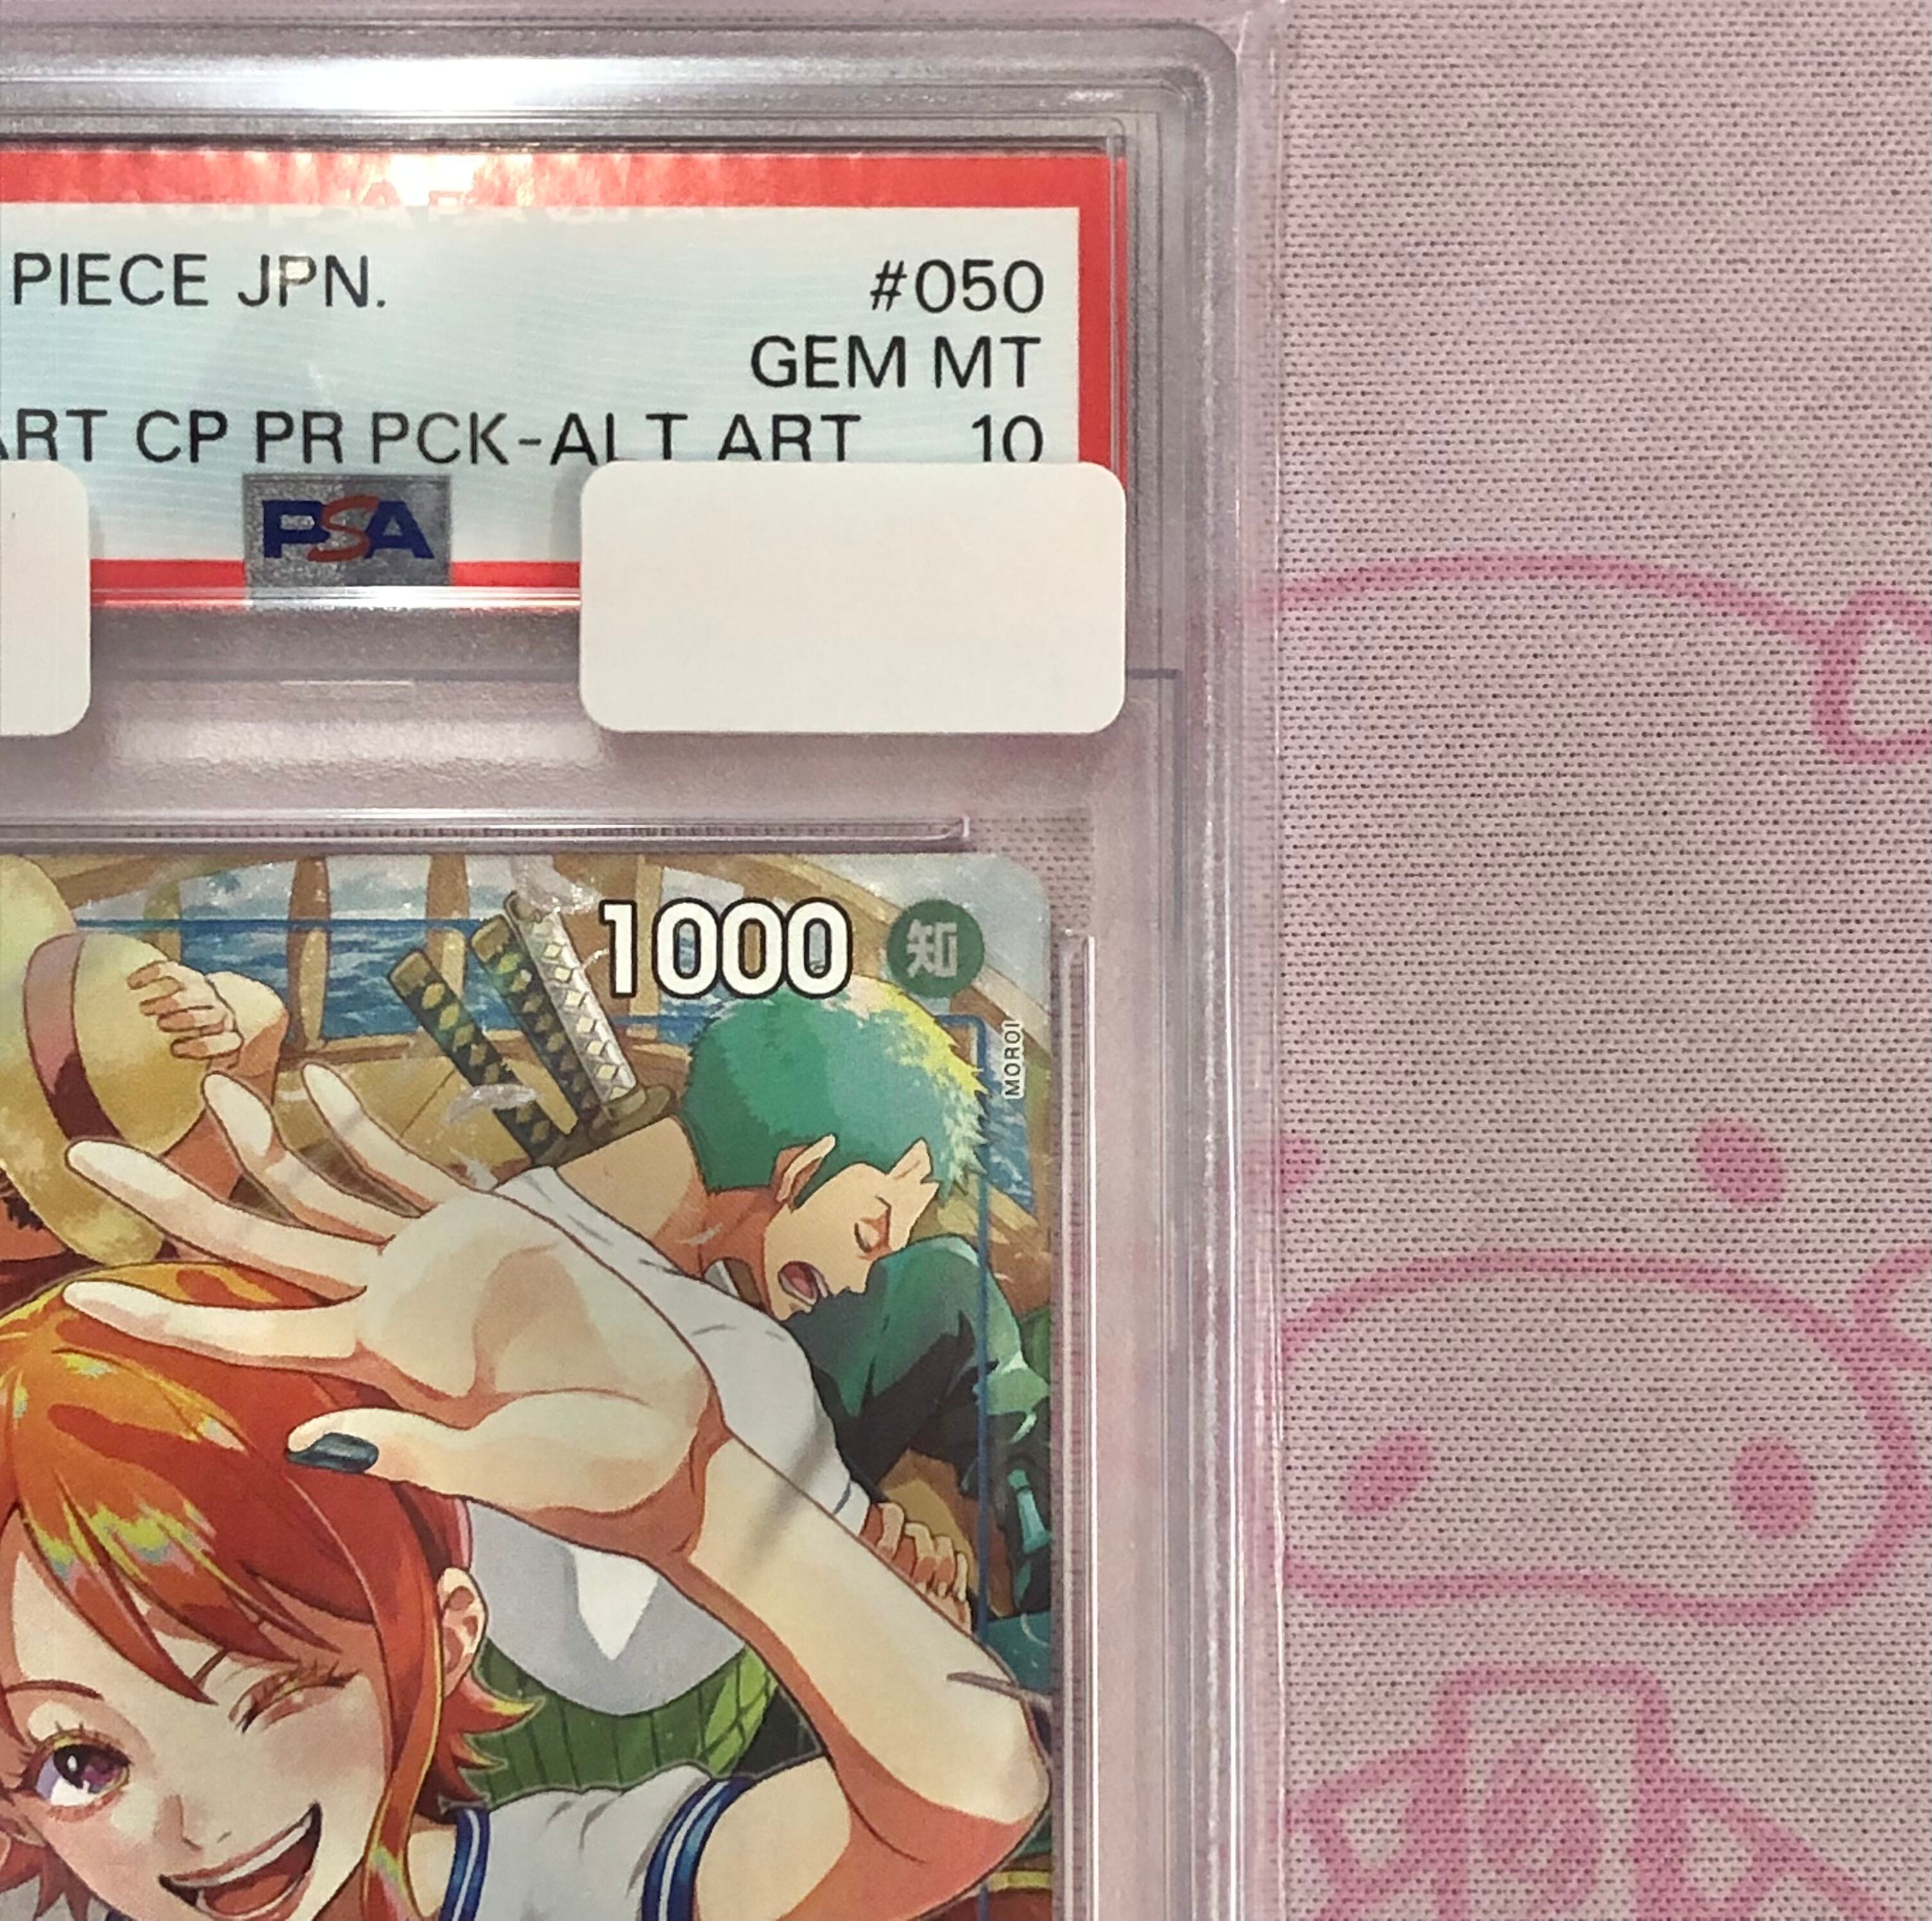 PIECE JPN. #050
GEM MT
ART CP PR PCK-ALT ART 10
PSA
1000 知
MOROI